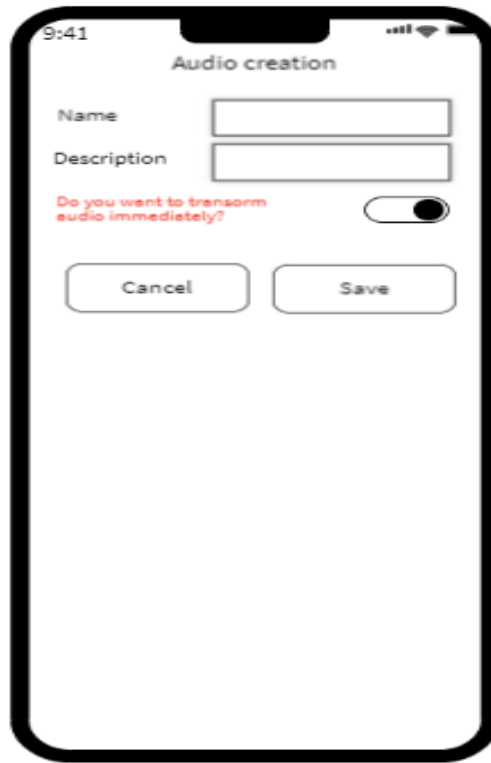 9:41
Audio creation
Name
Description
Do you want to transorm
audio immediately?
Cancel
Save